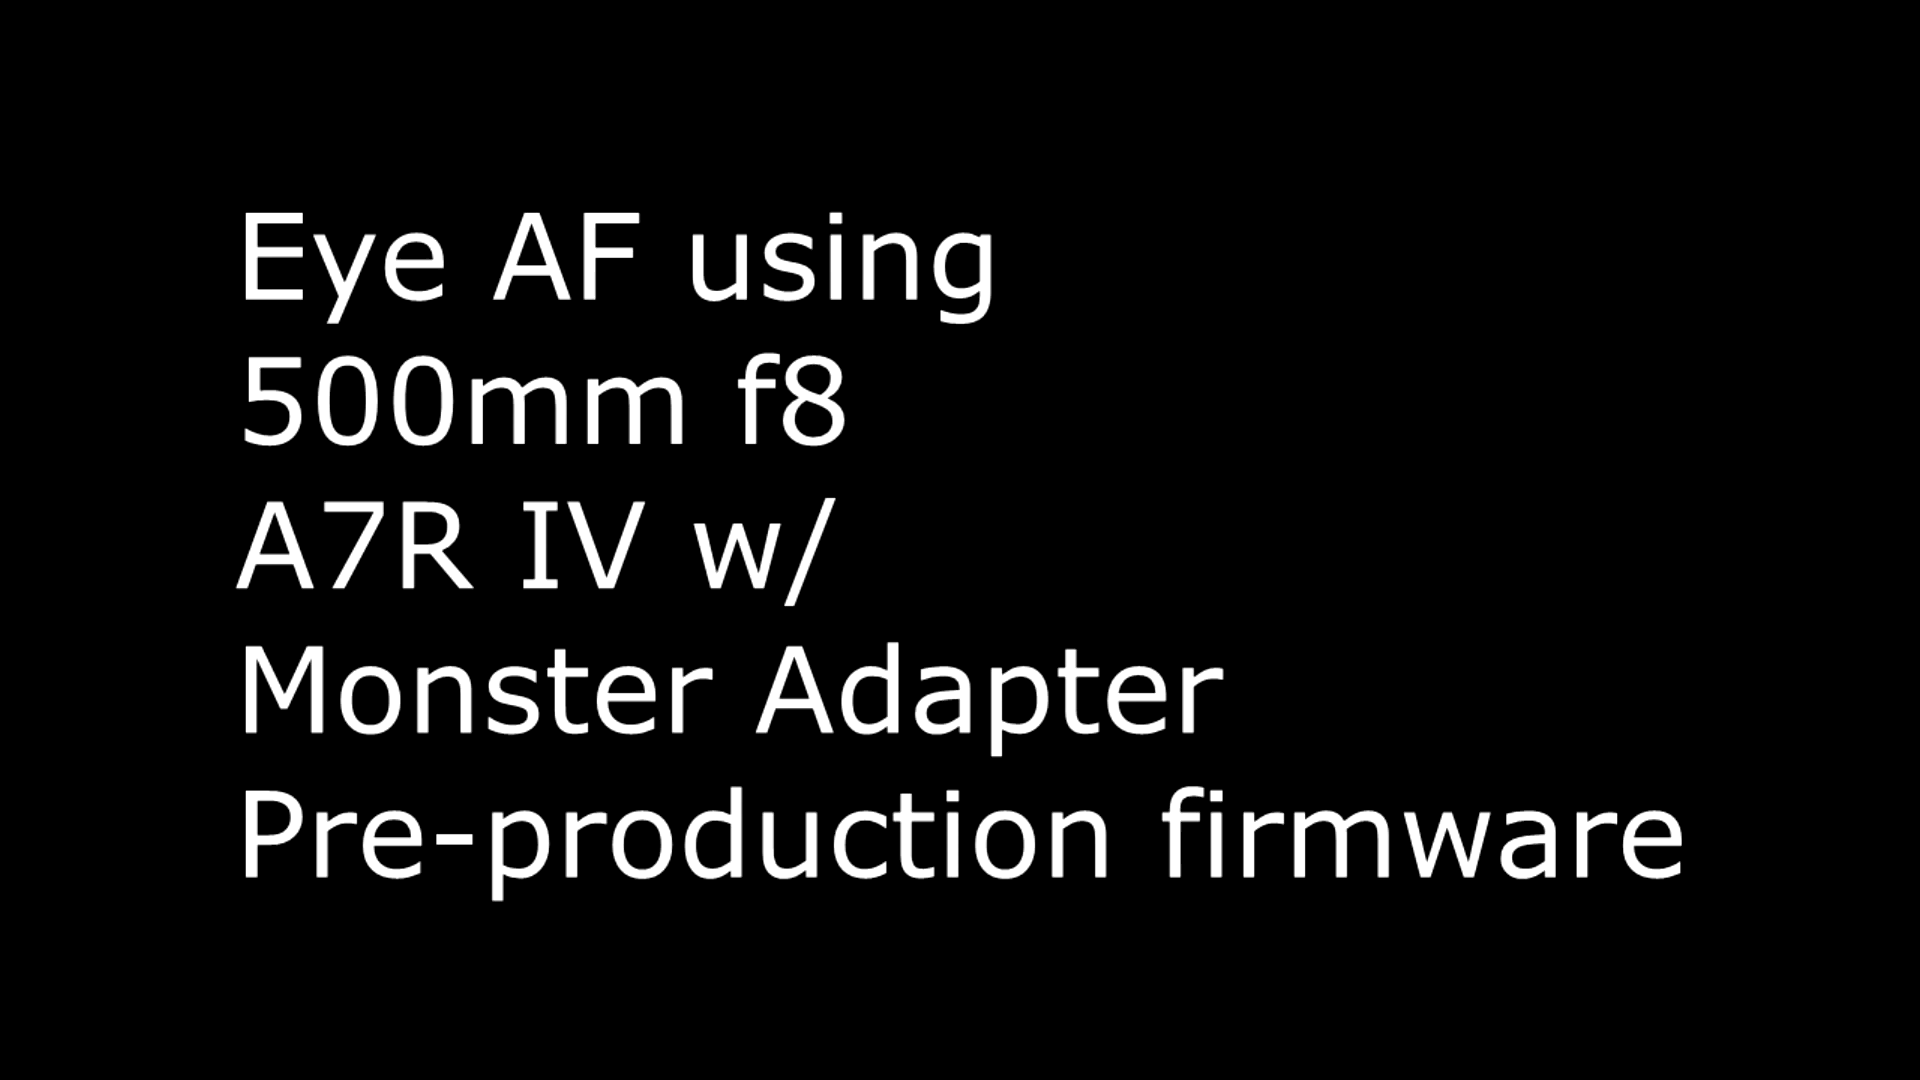 Eye AF using
500mm f8
A7R IV w/
Monster Adapter
Pre-production firmware